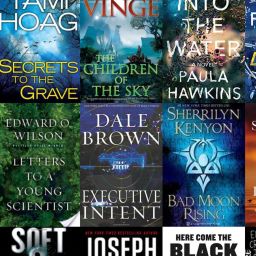 TAMI
HOAG
SECRETS
TO THE
GRAVE
VINGE
THE
CHILDREN
OF
THE SKY
INTO
THE
WATER
A NOVEL
PAULA
HAWKINS
EDWARD O.
WILSON
LETTERS
TO A
YOUNG
SCIENTIST
DALE
BROWN
EXECUTIVE
INTENT
SHERRILYN
KENYON
BAD MOON
RISING
SOFT
JOSEPH
HERE COME THE
BLACK